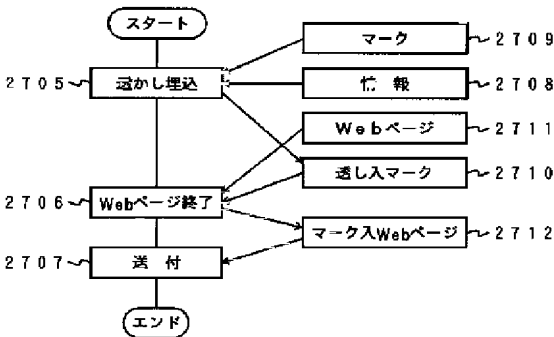 スタート
マーク 2709
2705 透かし埋込 情 報 2708
Webページ 2711
透し入マーク 2710
2706 Webページ終了
マーク入Webページ 2712
2707 送 付
エンド